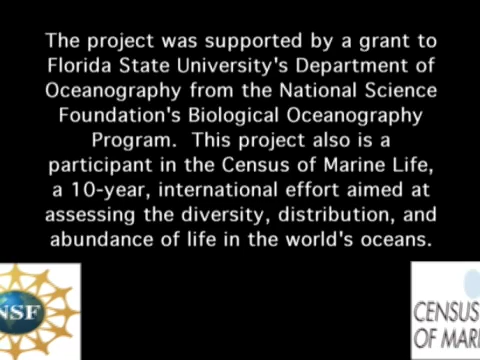 The project was supported by a grant to
Florida State University's Department of
Oceanography from the National Science
Foundation's Biological Oceanography
Program. This project also is a
participant in the Census of Marine Life,
a 10-year, international effort aimed at
assessing the diversity, distribution, and
abundance of life in the world's oceans.
NSF
CENSUS
OF MARI